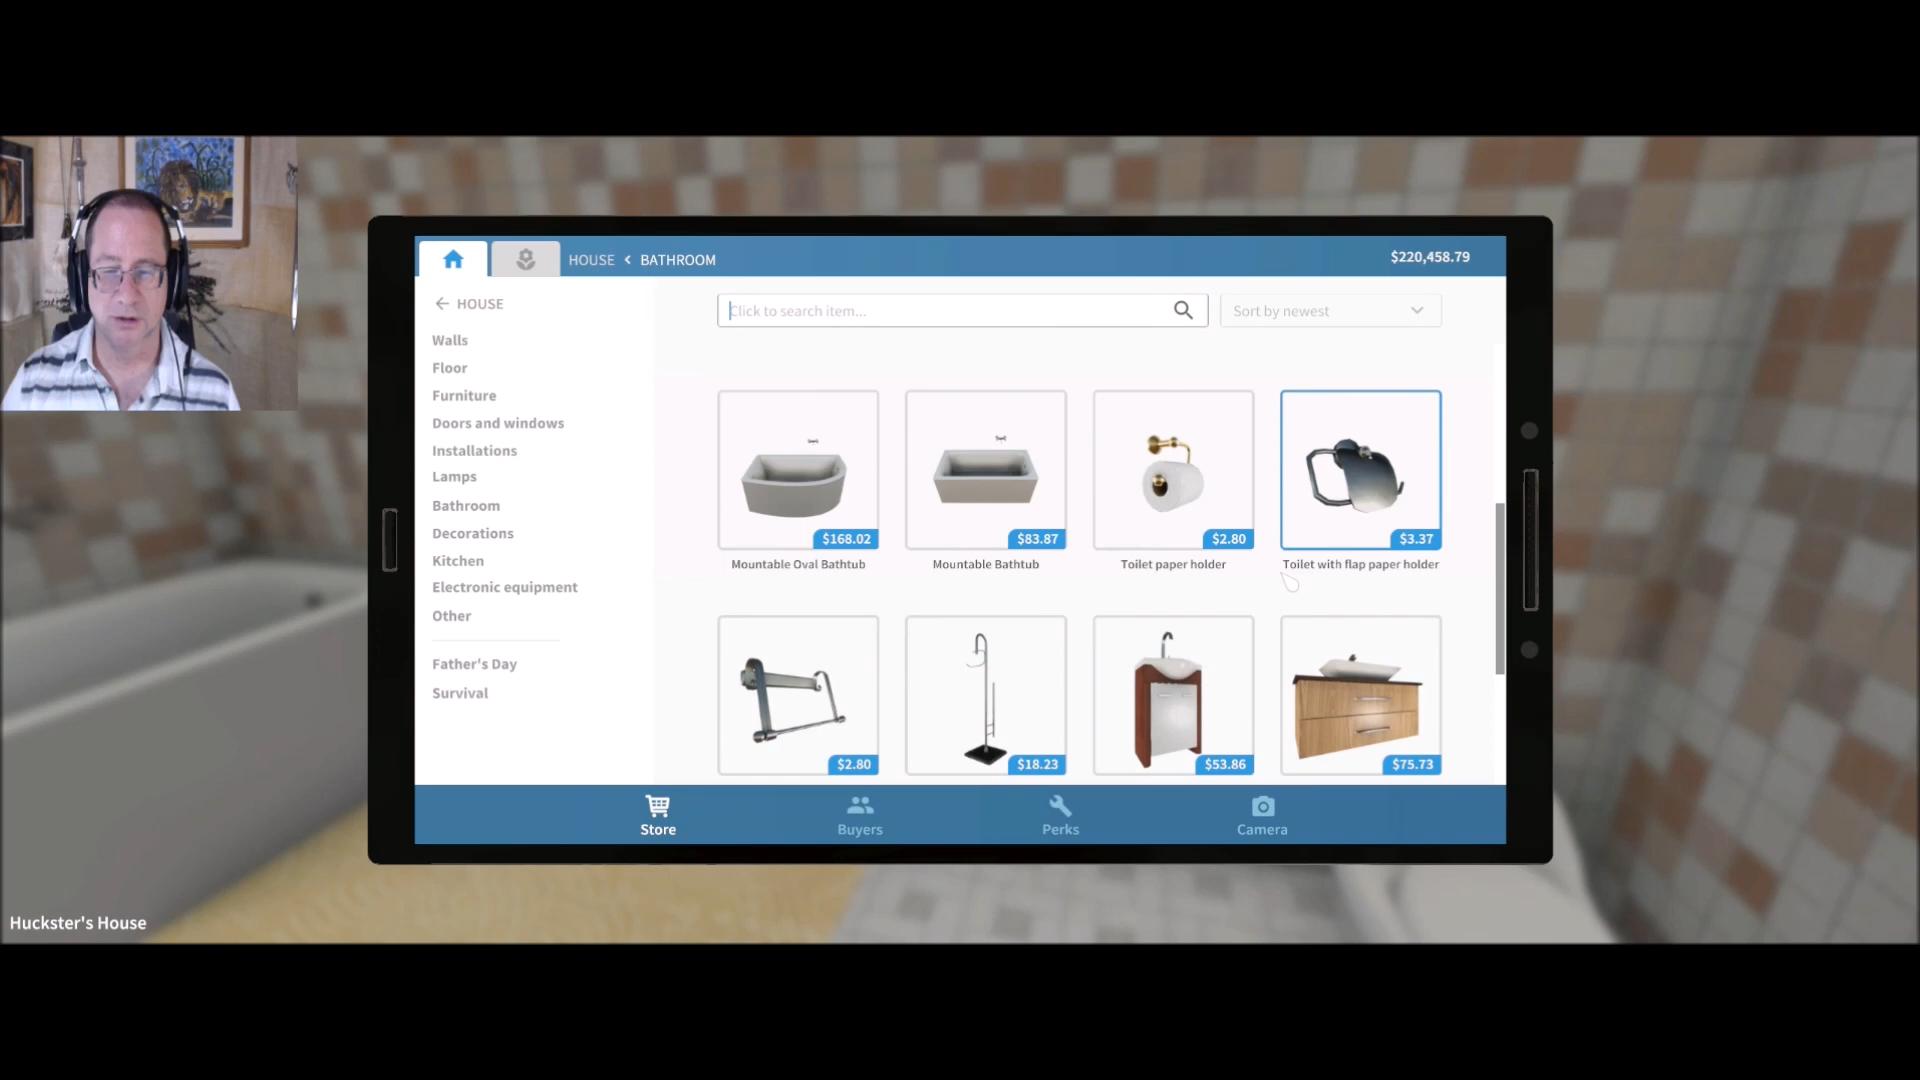 HOUSE < BATHROOM
$220,458.79
HOUSE
Click to search item...
Sort by newest
Walls
Floor
Furniture
Doors and windows
Installations
Lamps
Bathroom
Decorations
Kitchen
Electronic equipment
Other
Father's Day
Survival
$168.02
$83.87
$2.80
$3.37
Mountable Oval Bathtub
Mountable Bathtub
Toilet paper holder
Toilet with flap paper holder
$2.80
$18.23
$53.86
$75.73
Store
Buyers
Perks
Camera
Huckster's House